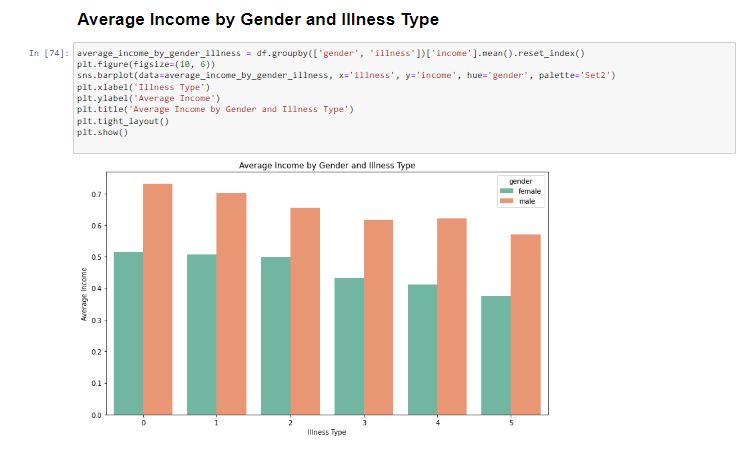 Average Income by Gender and Illness Type
In [74]: average_income_by_gender_illness = df.groupby(['gender', 'illness'])['income'].mean().reset_index()
plt.figure(figsize=(10, 6))
sns.barplot(data=average_income_by_gender_illness, x='illness', y='income', hue='gender', palette='Set2')
plt.xlabel('Illness Type')
plt.ylabel('Average Income')
plt.title('Average Income by Gender and Illness Type')
plt.tight_layout()
plt.show()
Average Income by Gender and Illness Type
gender
female
male
Average Income
0.7
0.6
0.5
0.4
0.3
0.2
0.1
0.0
0 1 2 3 4 5
Illness Type